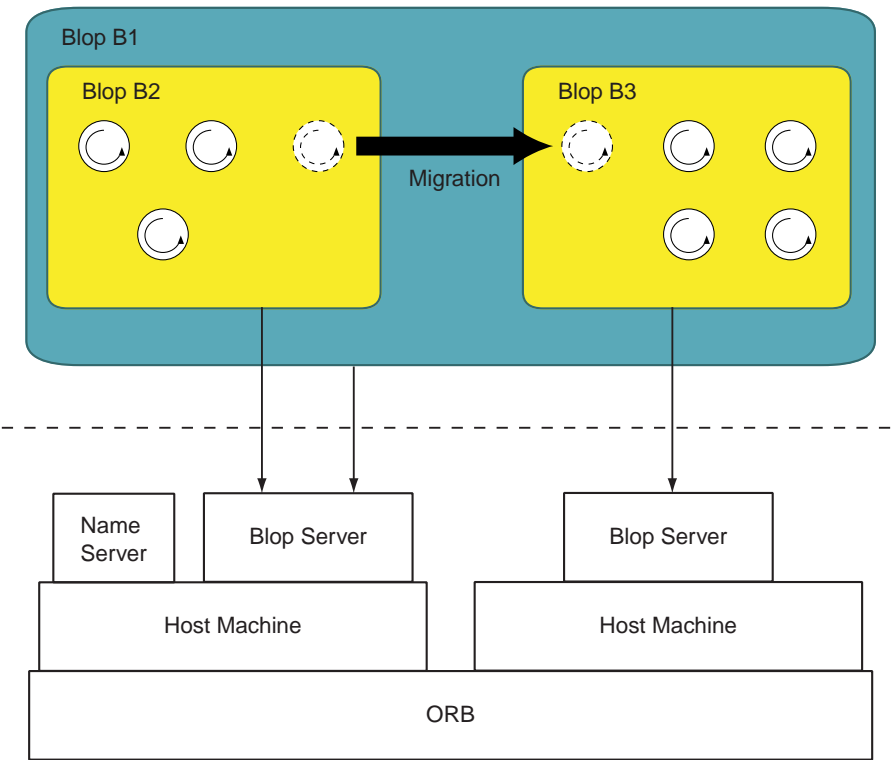 Blop B1
Blop B2
Blop B3
Migration
Name
Server
Blop Server
Blop Server
Host Machine
Host Machine
ORB